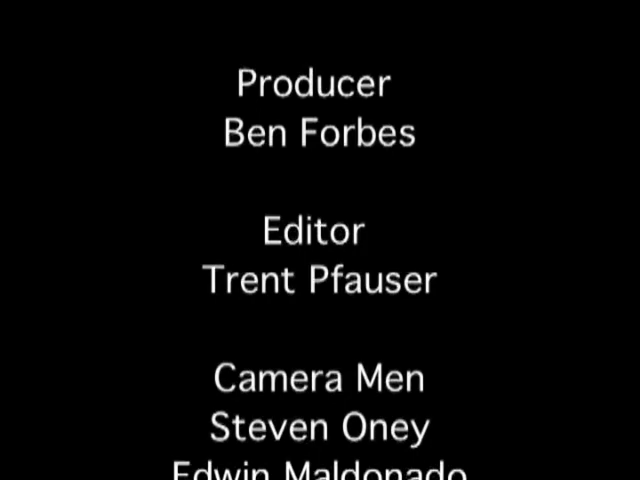 Producer
Ben Forbes
Editor
Trent Pfauser
Camera Men
Steven Oney
Edwin Maldonado